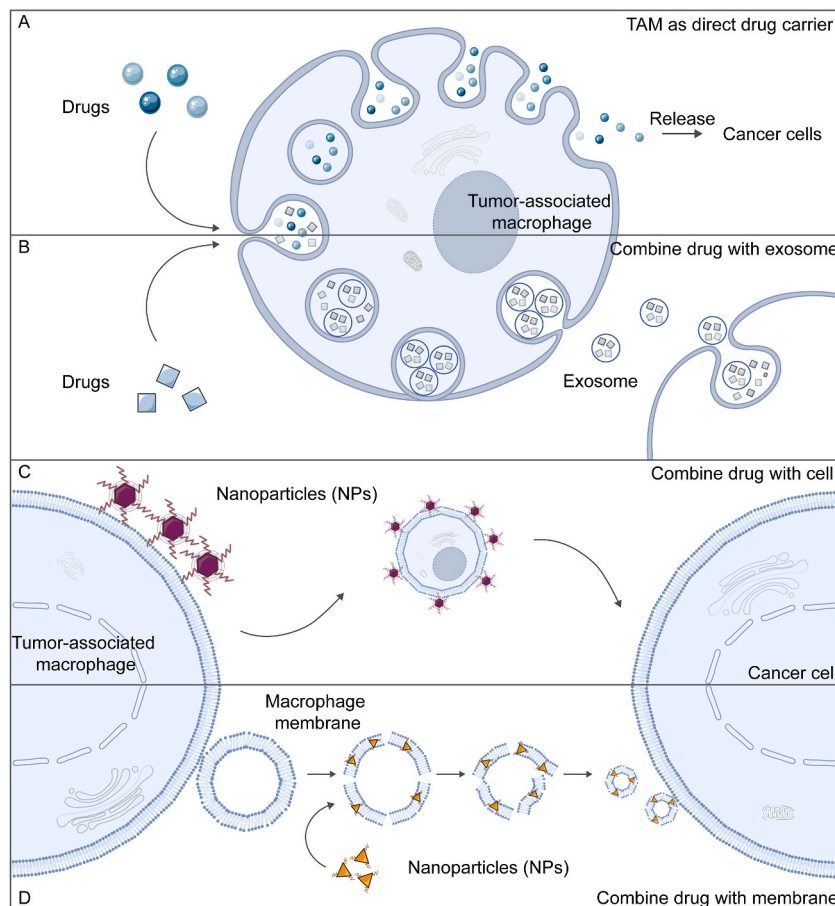 A
TAM as direct drug carrier
Drugs
Release
Cancer cells
Tumor-associated
macrophage
B
Combine drug with exosome
Drugs
Exosome
C
Combine drug with cell
Nanoparticles (NPs)
Tumor-associated
macrophage
Cancer cell
Macrophage
membrane
Nanoparticles (NPs)
D
Combine drug with membrane